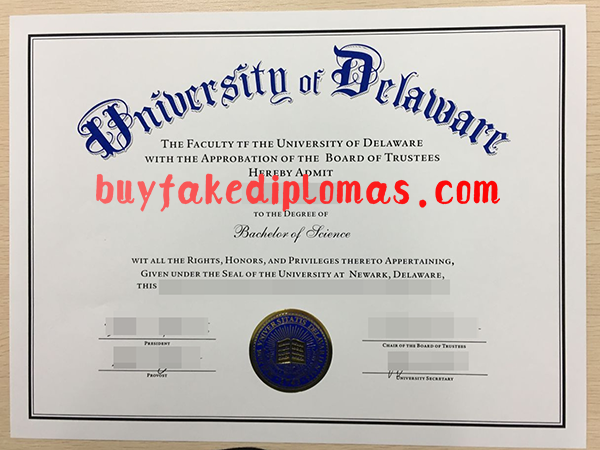 University of Delaware
THE FACULTY TF THE UNIVERSITY OF DELAWARE
WITH THE APPROBATION OF THE BOARD OF TRUSTEES
HEREBY ADMIT
buyfakediplomas.com
TO THE DEGREE OF
Bachelor of Science
WIT ALL THE RIGHTS, HONORS, AND PRIVILEGES THERETO APPERTAINING,
GIVEN UNDER THE SEAL OF THE UNIVERSITY AT NEWARK, DELAWARE,
THIS
PRESIDENT
CHAIR OF THE BOARD OF TRUSTEES
PROVOST
UNIVERSITY SECRETARY